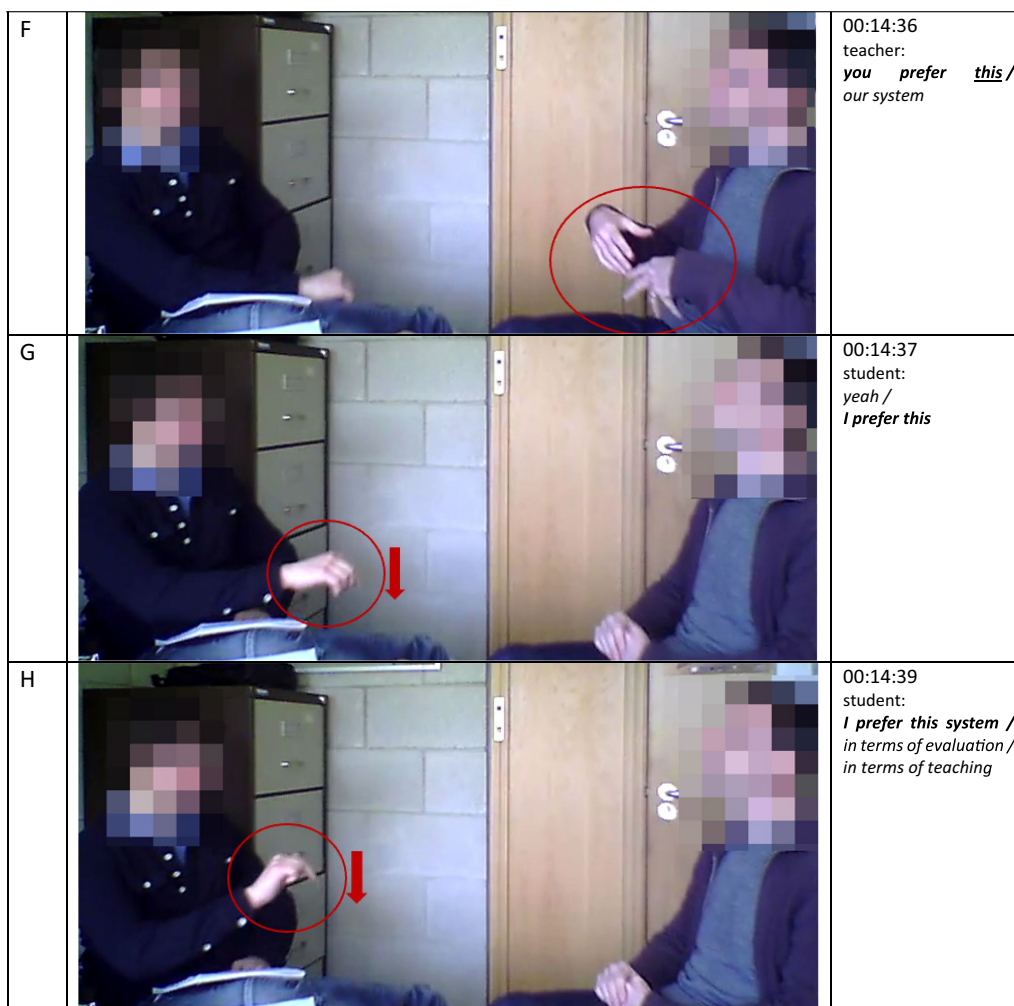 F
00:14:36
teacher:
you prefer this /
our system
G
00:14:37
student:
yeah /
I prefer this
H
00:14:39
student:
I prefer this system /
in terms of evaluation /
in terms of teaching